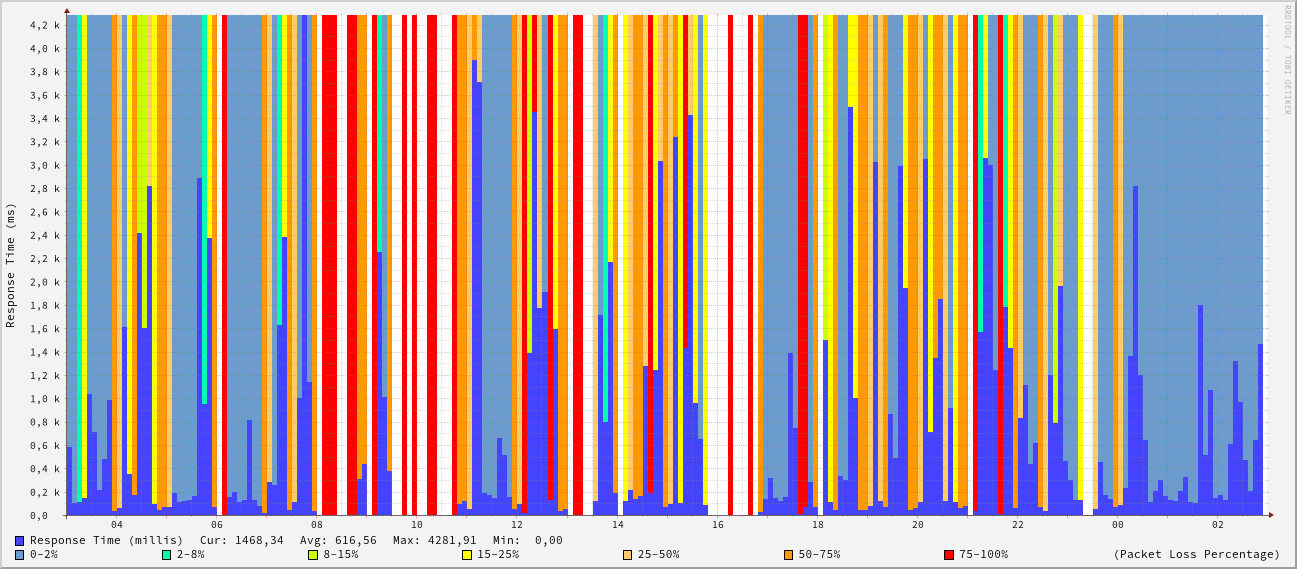 RRDTOOL / TOBI OETIKER
Response Time (ms)
4,2 k
4,0 k
3,8 k
3,6 k
3,4 k
3,2 k
3,0 k
2,8 k
2,6 k
2,4 k
2,2 k
2,0 k
1,8 k
1,6 k
1,4 k
1,2 k
1,0 k
0,8 k
0,6 k
0,4 k
0,2 k
0,0
04 06 08 10 12 14 16 18 20 22 00 02
Response Time (millis) Cur: 1468,34 Avg: 616,56 Max: 4281,91 Min: 0,00
0-2% 2-8% 8-15% 15-25% 25-50% 50-75% 75-100% (Packet Loss Percentage)